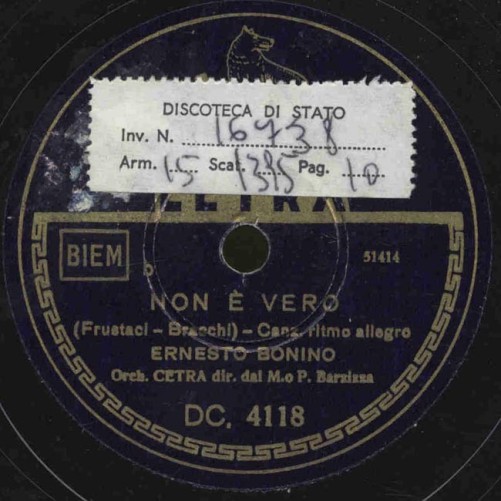 DISCOTECA DI STATO
Inv. N. 16738
Arm. 15 Scaf. 1395 Pag. 10
CETRA
BIEM
51414
NON È VERO
(Frustaci - Bracchi) - Canz. ritmo allegro
ERNESTO BONINO
Orch. CETRA dir. dal M.o P. Barzizza
DC. 4118